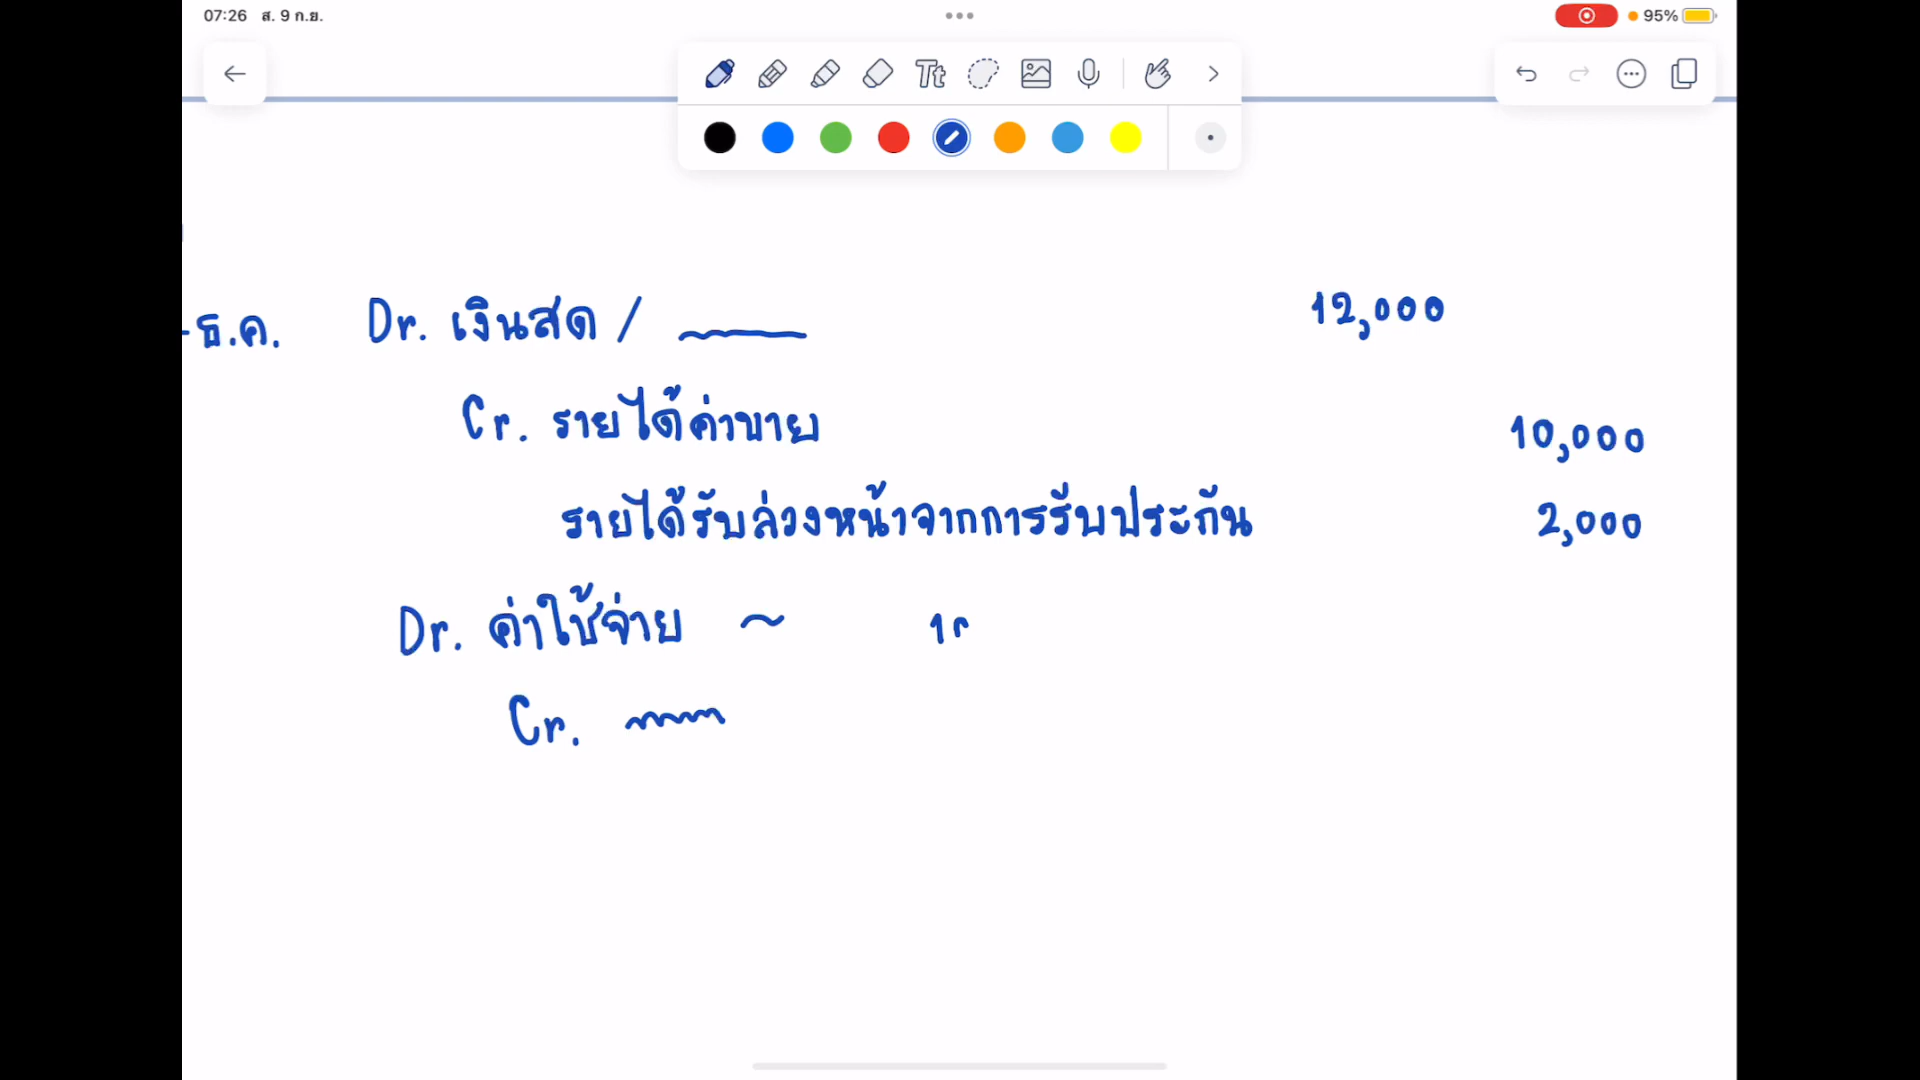 07:26 ส. 9 ก.ย.
95%
Tt
-ธ.ค. Dr. เงินสด / 12,000
Cr. รายได้ค่าขาย 10,000
รายได้รับล่วงหน้าจากการรับประกัน 2,000
Dr. ค่าใช้จ่าย ~
Cr.